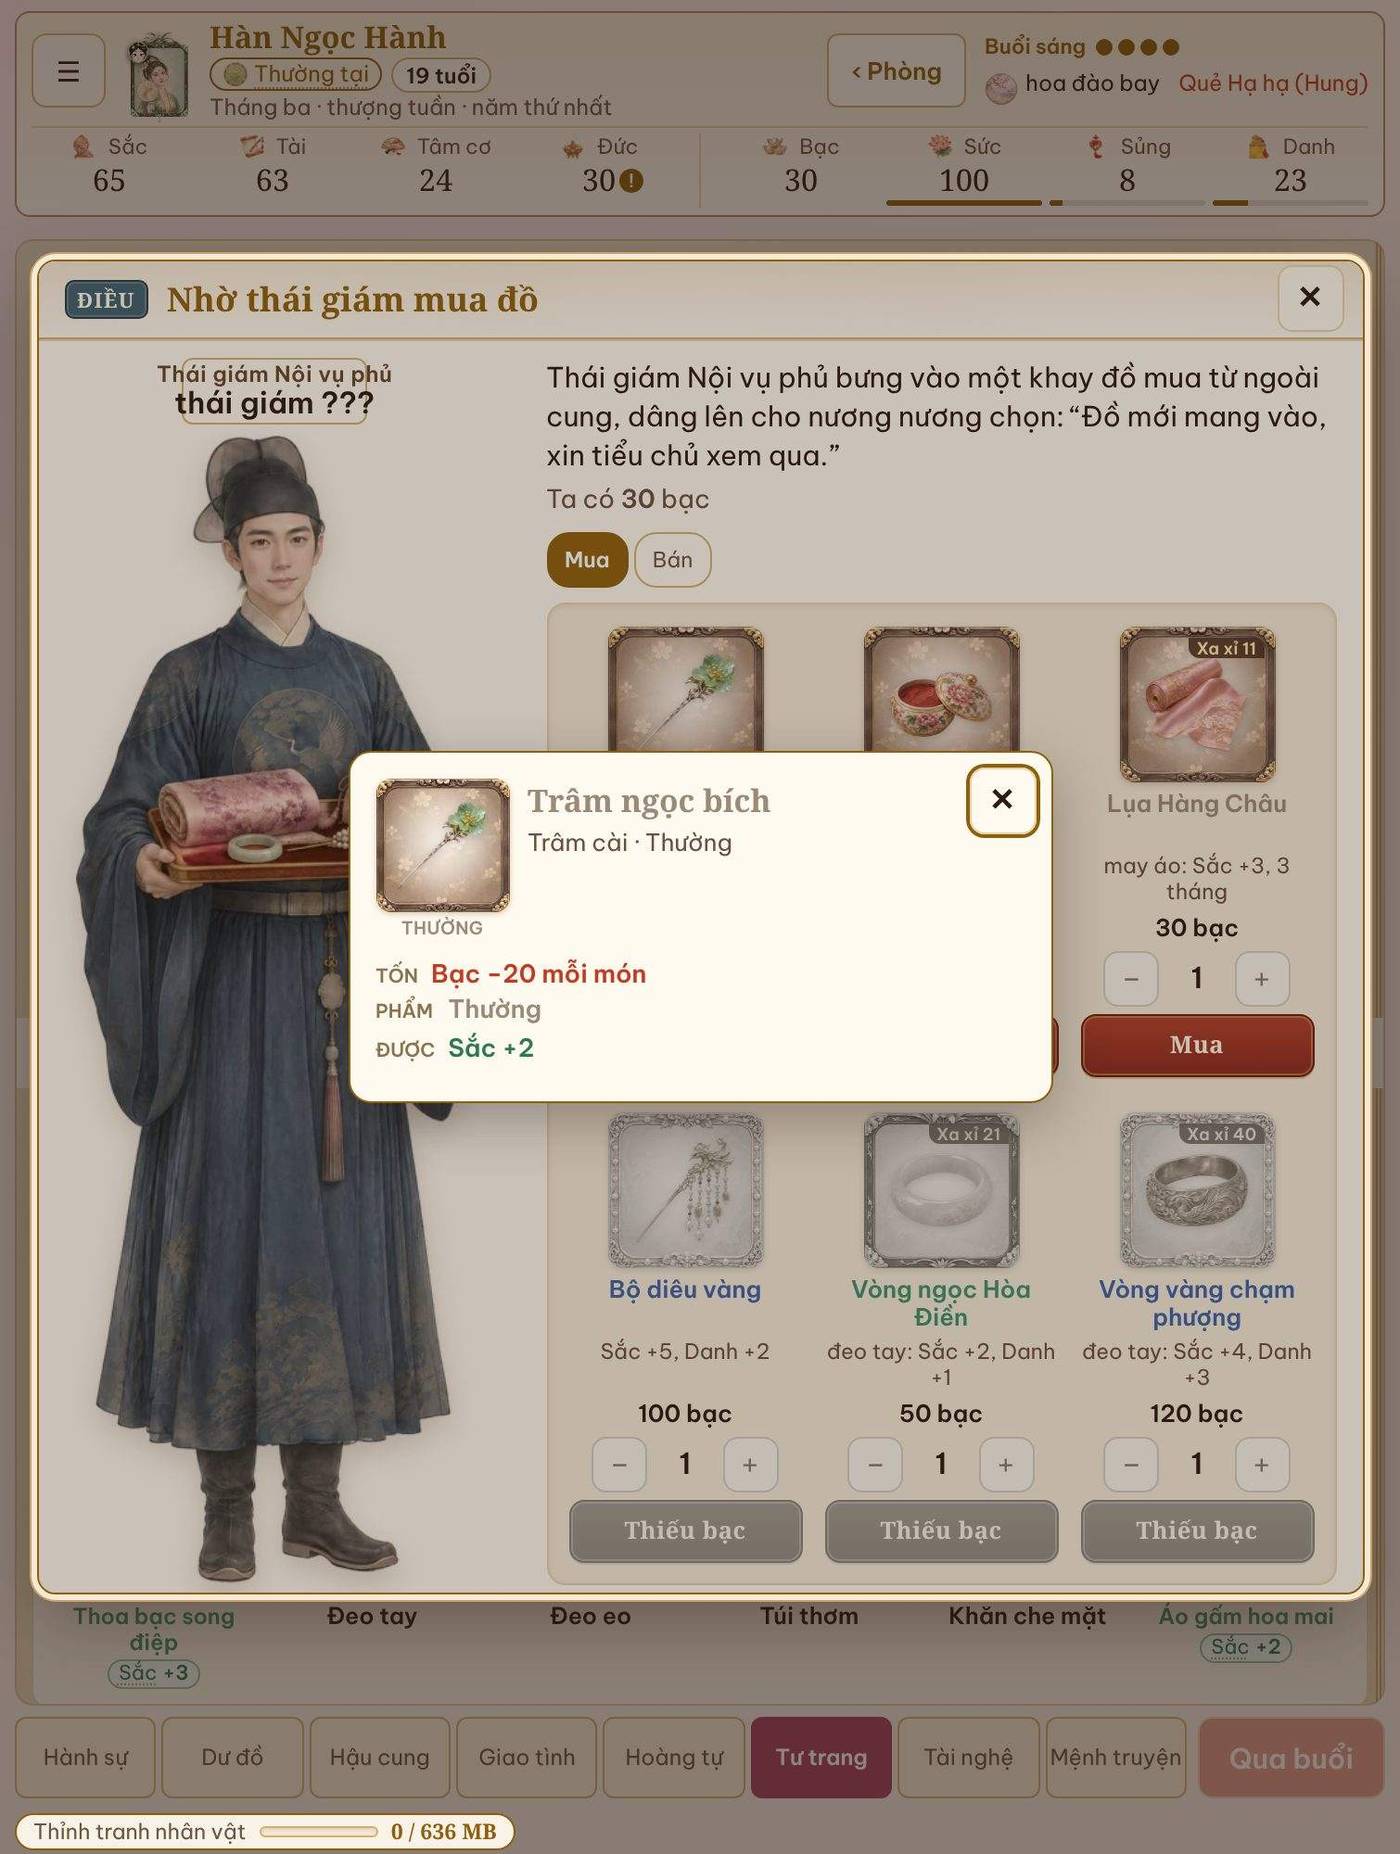 ☰
Hàn Ngọc Hành
Thường tại
19 tuổi
Tháng ba · thượng tuần · năm thứ nhất
‹ Phòng
Buổi sáng
hoa đào bay
Quẻ Hạ hạ (Hung)
Sắc
Tài
Tâm cơ
Đức
Bạc
Sức
Sủng
Danh
65
63
24
30
!
30
100
8
23
ĐIỀU
Nhờ thái giám mua đồ
×
Thái giám Nội vụ phủ
thái giám ???
Thái giám Nội vụ phủ bưng vào một khay đồ mua từ ngoài
cung, dâng lên cho nương nương chọn: “Đồ mới mang vào,
xin tiểu chủ xem qua.”
Ta có 30 bạc
Mua
Bán
Xa xỉ 11
Lụa Hàng Châu
may áo: Sắc +3, 3
tháng
30 bạc
−
1
+
Mua
Trâm ngọc bích
Trâm cài · Thường
×
THƯỜNG
TỐN Bạc −20 mỗi món
PHẨM Thường
ĐƯỢC Sắc +2
Xa xỉ 21
Xa xỉ 40
Bộ diêu vàng
Sắc +5, Danh +2
100 bạc
−
1
+
Thiếu bạc
Vòng ngọc Hòa
Điền
đeo tay: Sắc +2, Danh
+1
50 bạc
−
1
+
Thiếu bạc
Vòng vàng chạm
phượng
đeo tay: Sắc +4, Danh
+3
120 bạc
−
1
+
Thiếu bạc
Thoa bạc song
điệp
Sắc +3
Đeo tay
Đeo eo
Túi thơm
Khăn che mặt
Áo gấm hoa mai
Sắc +2
Hành sự
Dư đồ
Hậu cung
Giao tình
Hoàng tự
Tư trang
Tài nghệ
Mệnh truyện
Qua buổi
Thỉnh tranh nhân vật
0 / 636 MB